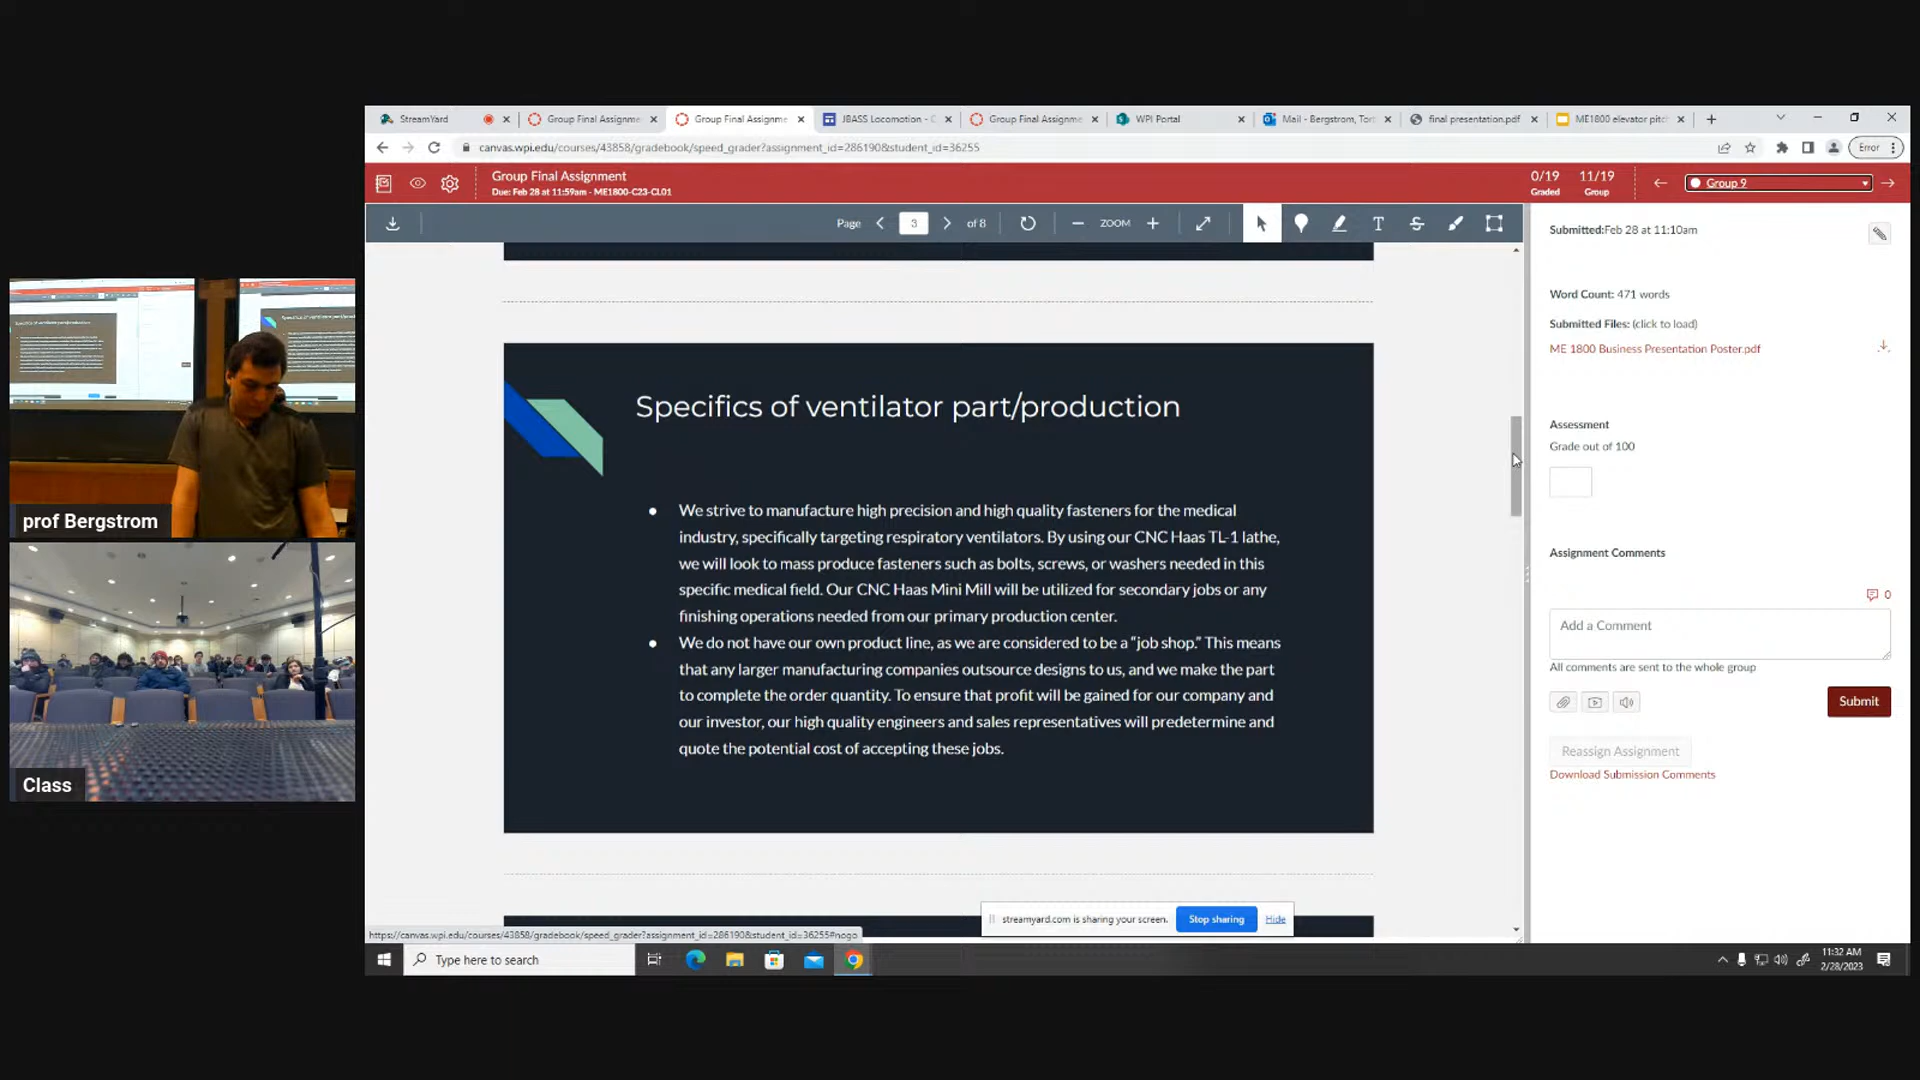 StreamYard
Group Final Assignme
Group Final Assignme
JBASS Locomotion - C
Group Final Assignme
WPI Portal
Mail - Bergstrom, Tor
final presentation.pdf
ME1800 elevator pitc
canvas.wpi.edu/courses/43858/gradebook/speed_grader?assignment_id=286190&student_id=36255
Error
Group Final Assignment
Due: Feb 28 at 11:59am - ME1800-C23-CL01
0/19
Graded
11/19
Group
Group 9
Page
3
of 8
ZOOM
T
Submitted:Feb 28 at 11:10am
Word Count: 471 words
Submitted Files: (click to load)
ME 1800 Business Presentation Poster.pdf
Assessment
Grade out of 100
Assignment Comments
0
Add a Comment
All comments are sent to the whole group
Submit
Reassign Assignment
Download Submission Comments
Specifics of ventilator part/production
● We strive to manufacture high precision and high quality fasteners for the medical
industry, specifically targeting respiratory ventilators. By using our CNC Haas TL-1 lathe,
we will look to mass produce fasteners such as bolts, screws, or washers needed in this
specific medical field. Our CNC Haas Mini Mill will be utilized for secondary jobs or any
finishing operations needed from our primary production center.
● We do not have our own product line, as we are considered to be a “job shop.” This means
that any larger manufacturing companies outsource designs to us, and we make the part
to complete the order quantity. To ensure that profit will be gained for our company and
our investor, our high quality engineers and sales representatives will predetermine and
quote the potential cost of accepting these jobs.
prof Bergstrom
Class
streamyard.com is sharing your screen.
Stop sharing
Hide
https://canvas.wpi.edu/courses/43858/gradebook/speed_grader?assignment_id=286190&student_id=36255#nogo
Type here to search
11:32 AM
2/28/2023